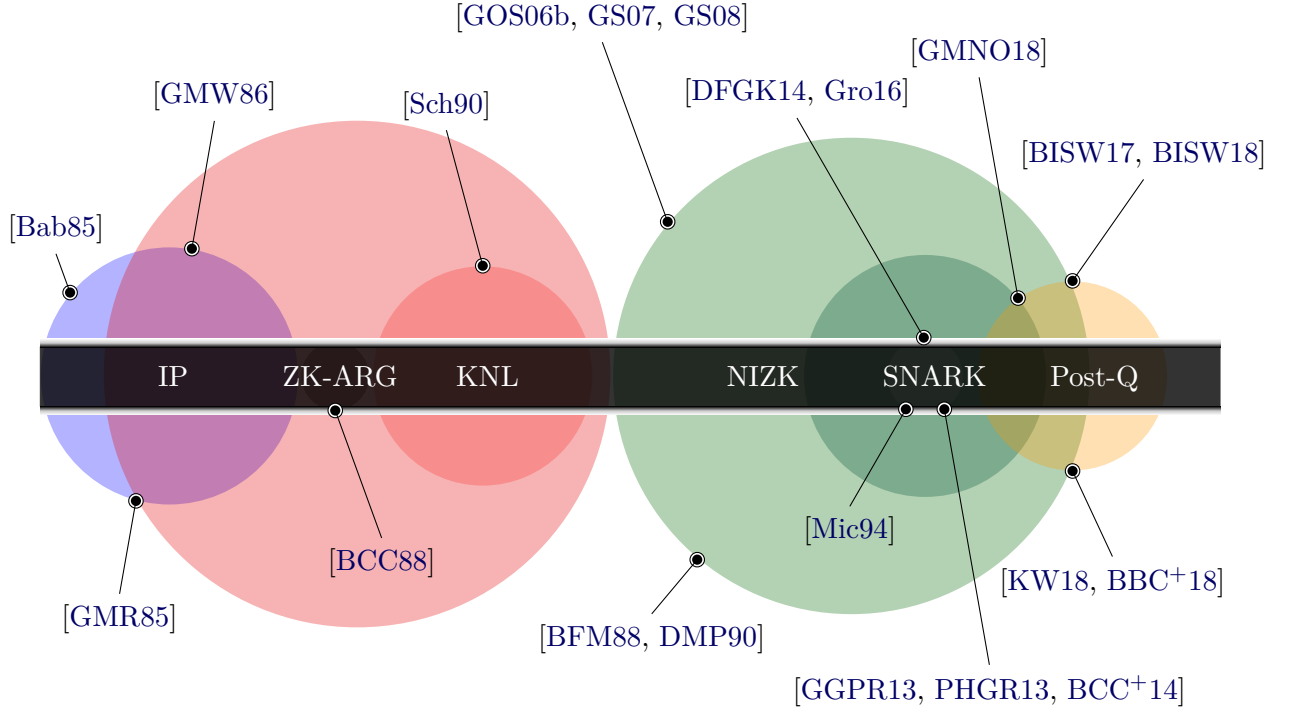 [GOS06b, GS07, GS08]
[GMNO18]
[GMW86]
[Sch90]
[DFGK14, Gro16]
[BISW17, BISW18]
[Bab85]
IP
ZK-ARG
KNL
NIZK
SNARK
Post-Q
[Mic94]
[BCC88]
[KW18, BBC⁺18]
[GMR85]
[BFM88, DMP90]
[GGPR13, PHGR13, BCC⁺14]